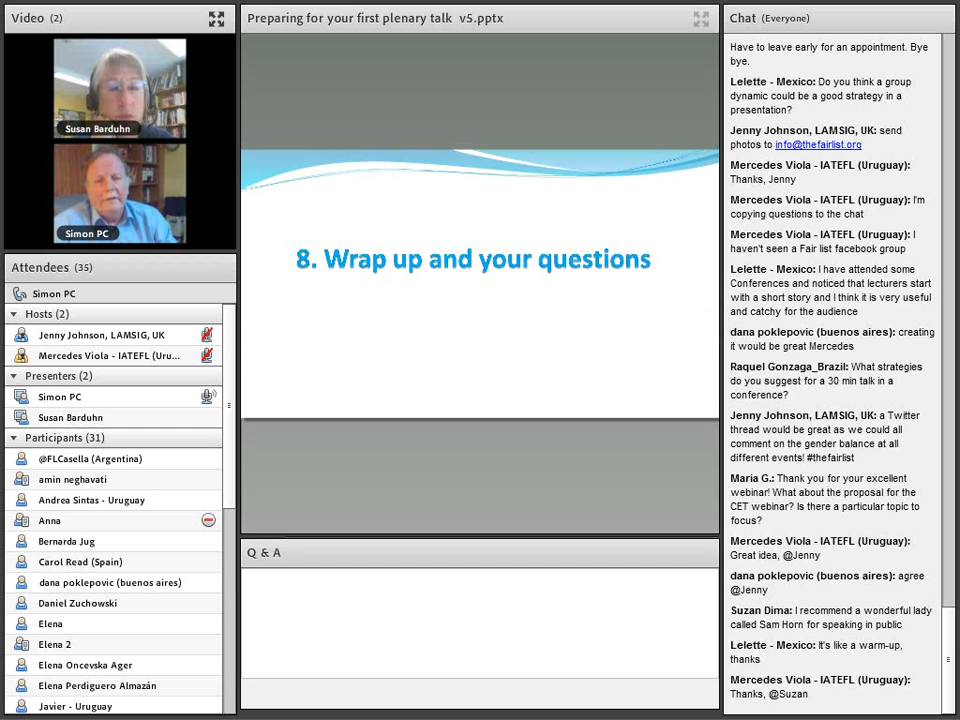 Video (2)
Susan Barduhn
Simon PC
Attendees (35)
Simon PC
Hosts (2)
Jenny Johnson, LAMSIG, UK
Mercedes Viola - IATEFL (Uru...
Presenters (2)
Simon PC
Susan Barduhn
Participants (31)
@FLCasella (Argentina)
amin neghavati
Andrea Sintas - Uruguay
Anna
Bernarda Jug
Carol Read (Spain)
dana poklepovic (buenos aires)
Daniel Zuchowski
Elena
Elena 2
Elena Oncevska Ager
Elena Perdiguero Almazán
Javier - Uruguay
Preparing for your first plenary talk v5.pptx
8. Wrap up and your questions
Q & A
Chat (Everyone)
Have to leave early for an appointment. Bye
bye.
Lelette - Mexico: Do you think a group
dynamic could be a good strategy in a
presentation?
Jenny Johnson, LAMSIG, UK: send
photos to info@thefairlist.org
Mercedes Viola - IATEFL (Uruguay):
Thanks, Jenny
Mercedes Viola - IATEFL (Uruguay): I'm
copying questions to the chat
Mercedes Viola - IATEFL (Uruguay): I
haven't seen a Fair list facebook group
Lelette - Mexico: I have attended some
Conferences and noticed that lecturers start
with a short story and I think it is very useful
and catchy for the audience
dana poklepovic (buenos aires): creating
it would be great Mercedes
Raquel Gonzaga_Brazil: What strategies
do you suggest for a 30 min talk in a
conference?
Jenny Johnson, LAMSIG, UK: a Twitter
thread would be great as we could all
comment on the gender balance at all
different events! #thefairlist
Maria G.: Thank you for your excellent
webinar! What about the proposal for the
CET webinar? Is there a particular topic to
focus?
Mercedes Viola - IATEFL (Uruguay):
Great idea, @Jenny
dana poklepovic (buenos aires): agree
@Jenny
Suzan Dima: I recommend a wonderful lady
called Sam Horn for speaking in public
Lelette - Mexico: It's like a warm-up,
thanks
Mercedes Viola - IATEFL (Uruguay):
Thanks, @Suzan